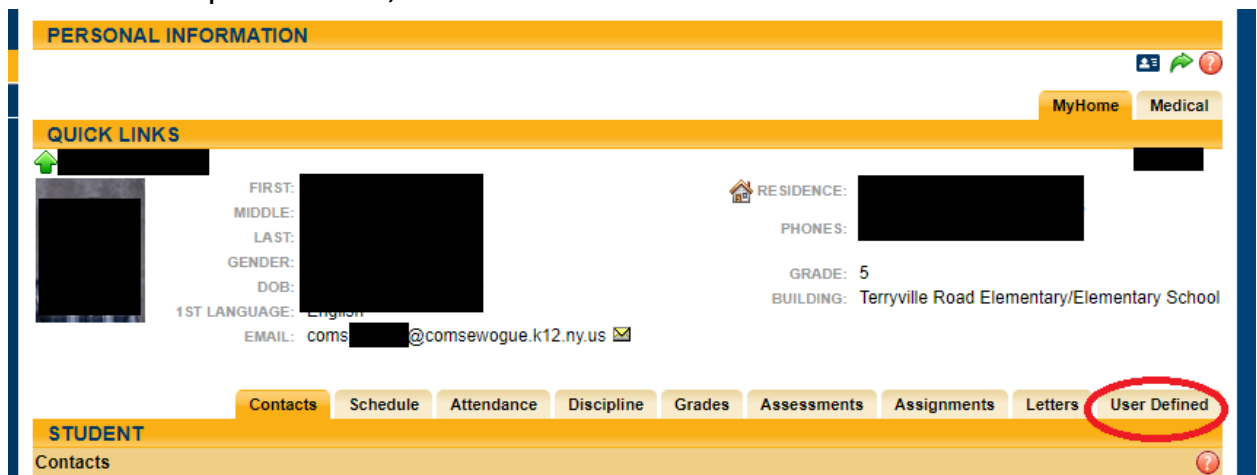 PERSONAL INFORMATION
MyHome Medical
QUICK LINKS
FIRST:
MIDDLE:
LAST:
GENDER:
DOB:
1ST LANGUAGE: English
EMAIL: coms @comsewogue.k12.ny.us
RESIDENCE:
PHONES:
GRADE: 5
BUILDING: Terryville Road Elementary/Elementary School
Contacts Schedule Attendance Discipline Grades Assessments Assignments Letters User Defined
STUDENT
Contacts